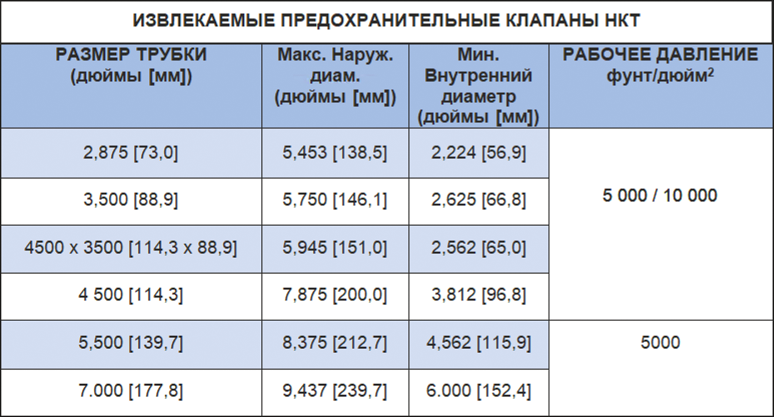 ИЗВЛЕКАЕМЫЕ ПРЕДОХРАНИТЕЛЬНЫЕ КЛАПАНЫ НКТ
РАЗМЕР ТРУБКИ
(дюймы [мм])
Макс. Наруж.
диам.
(дюймы [мм])
Мин.
Внутренний
диаметр
(дюймы [мм])
РАБОЧЕЕ ДАВЛЕНИЕ
фунт/дюйм²
2,875 [73,0] 5,453 [138,5] 2,224 [56,9]
3,500 [88,9] 5,750 [146,1] 2,625 [66,8]
5 000 / 10 000
4500 x 3500 [114,3 x 88,9] 5,945 [151,0] 2,562 [65,0]
4 500 [114,3] 7,875 [200,0] 3,812 [96,8]
5,500 [139,7] 8,375 [212,7] 4,562 [115,9] 5000
7.000 [177,8] 9,437 [239,7] 6.000 [152,4]